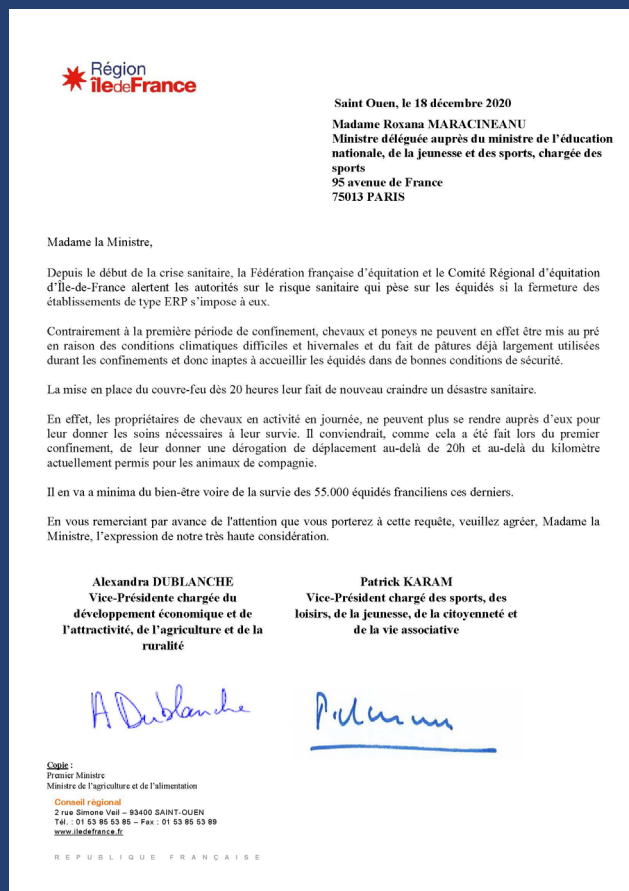 Région
îledeFrance
Saint Ouen, le 18 décembre 2020
Madame Roxana MARACINEANU
Ministre déléguée auprès du ministre de l'éducation
nationale, de la jeunesse et des sports, chargée des
sports
95 avenue de France
75013 PARIS
Madame la Ministre,
Depuis le début de la crise sanitaire, la Fédération française d'équitation et le Comité Régional d'équitation
d'Île-de-France alertent les autorités sur le risque sanitaire qui pèse sur les équidés si la fermeture des
établissements de type ERP s'impose à eux.
Contrairement à la première période de confinement, chevaux et poneys ne peuvent en effet être mis au pré
en raison des conditions climatiques difficiles et hivernales et du fait de pâtures déjà largement utilisées
durant les confinements et donc inaptes à accueillir les équidés dans de bonnes conditions de sécurité.
La mise en place du couvre-feu dès 20 heures leur fait de nouveau craindre un désastre sanitaire.
En effet, les propriétaires de chevaux en activité en journée, ne peuvent plus se rendre auprès d'eux pour
leur donner les soins nécessaires à leur survie. Il conviendrait, comme cela a été fait lors du premier
confinement, de leur donner une dérogation de déplacement au-delà de 20h et au-delà du kilomètre
actuellement permis pour les animaux de compagnie.
Il en va a minima du bien-être voire de la survie des 55.000 équidés franciliens ces derniers.
En vous remerciant par avance de l'attention que vous porterez à cette requête, veuillez agréer, Madame la
Ministre, l'expression de notre très haute considération.
Alexandra DUBLANCHE
Vice-Présidente chargée du
développement économique et de
l'attractivité, de l'agriculture et de la
ruralité
Patrick KARAM
Vice-Président chargé des sports, des
loisirs, de la jeunesse, de la citoyenneté et
de la vie associative
A Dublanche
Copie :
Premier Ministre
Ministre de l'agriculture et de l'alimentation
Conseil régional
2 rue Simone Veil – 93400 SAINT-OUEN
Tél. : 01 53 85 53 85 – Fax : 01 53 85 53 89
www.iledefrance.fr
REPUBLIQUE FRANÇAISE